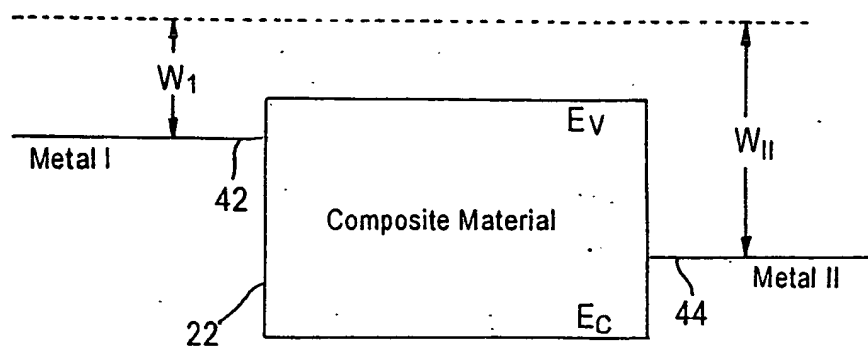 W1
EV
WII
Metal I
42
Composite Material
Metal II
22
EC
44